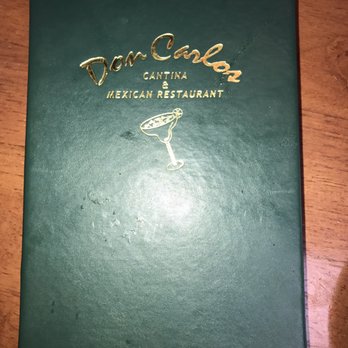 Don Carlos
CANTINA
&
MEXICAN RESTAURANT